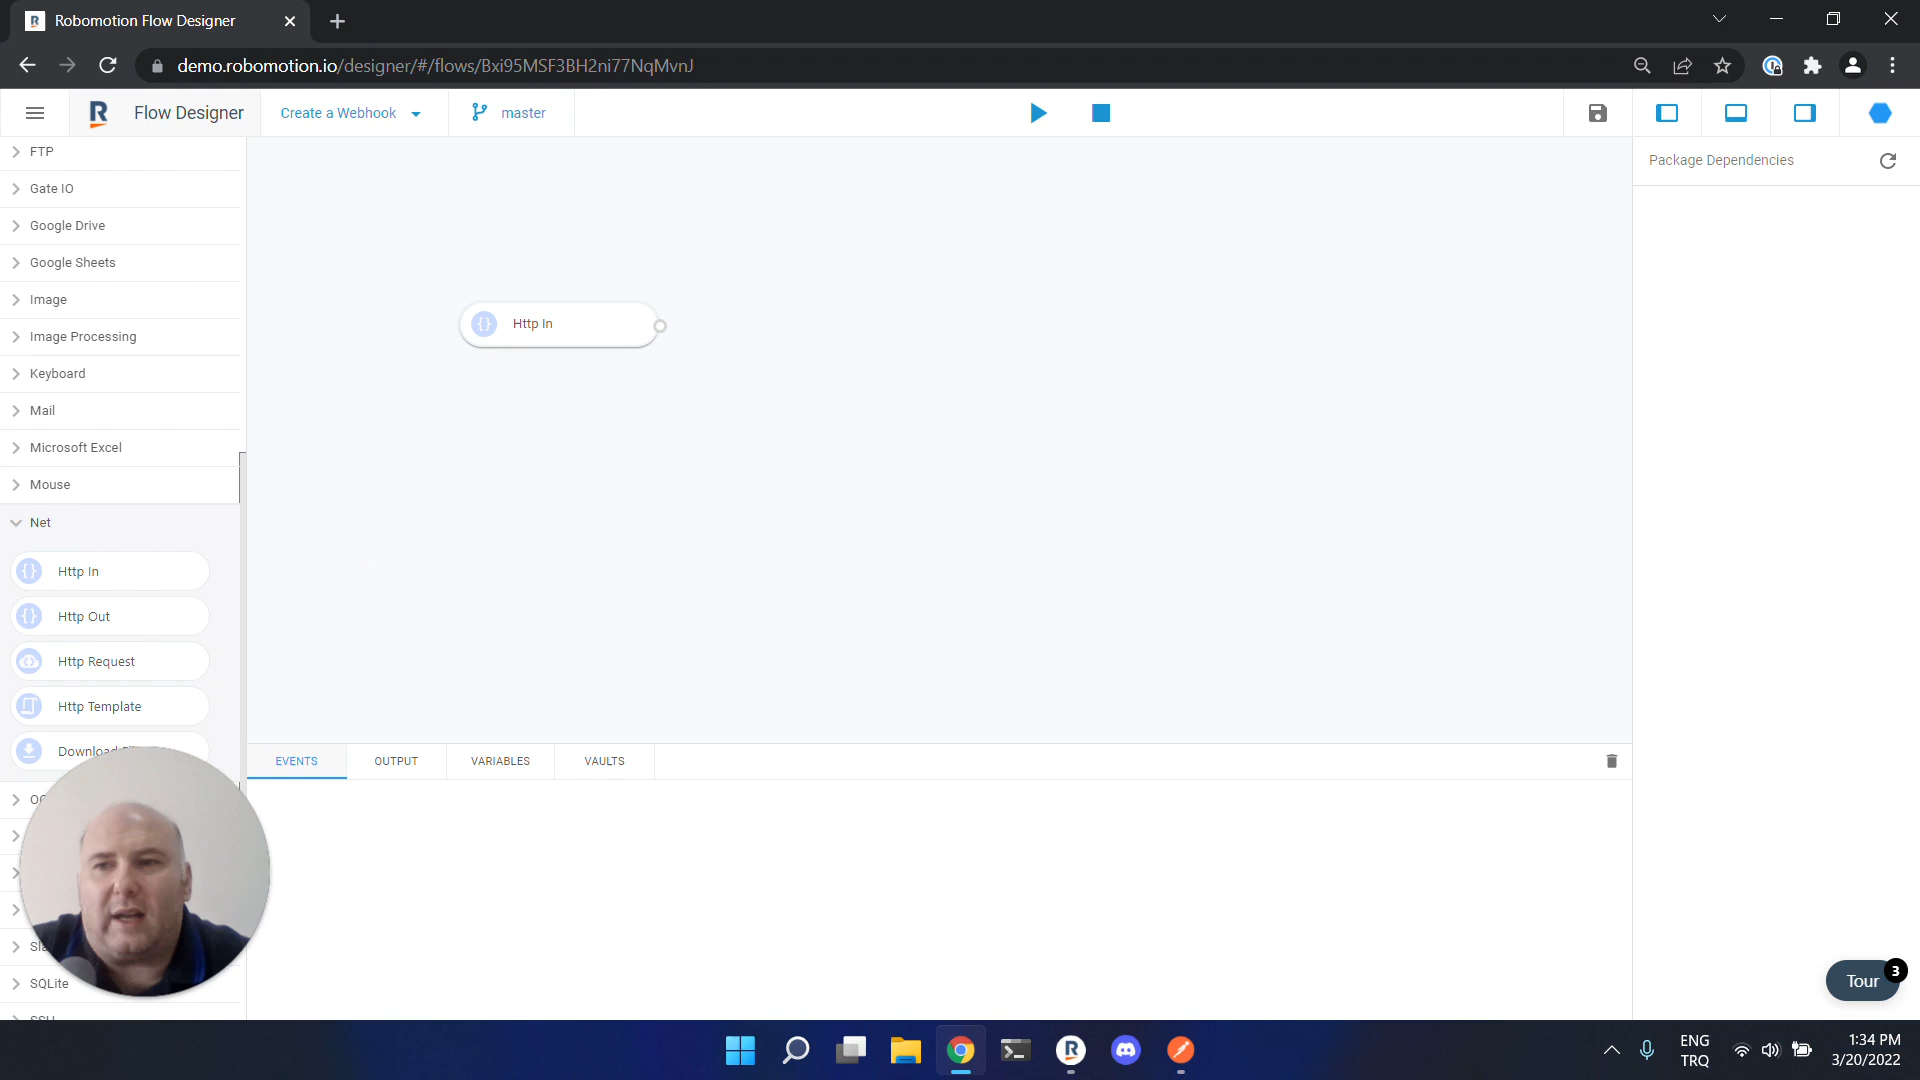 Robomotion Flow Designer
demo.robomotion.io/designer/#/flows/Bxi95MSF3BH2ni77NqMvnJ
Flow Designer
Create a Webhook
master
Package Dependencies
FTP
Gate IO
Google Drive
Google Sheets
Image
Image Processing
Keyboard
Mail
Microsoft Excel
Mouse
Net
Http In
Http Out
Http Request
Http Template
Download
SQLite
SSH
Http In
EVENTS
OUTPUT
VARIABLES
VAULTS
Tour
3
ENG
TRQ
1:34 PM
3/20/2022